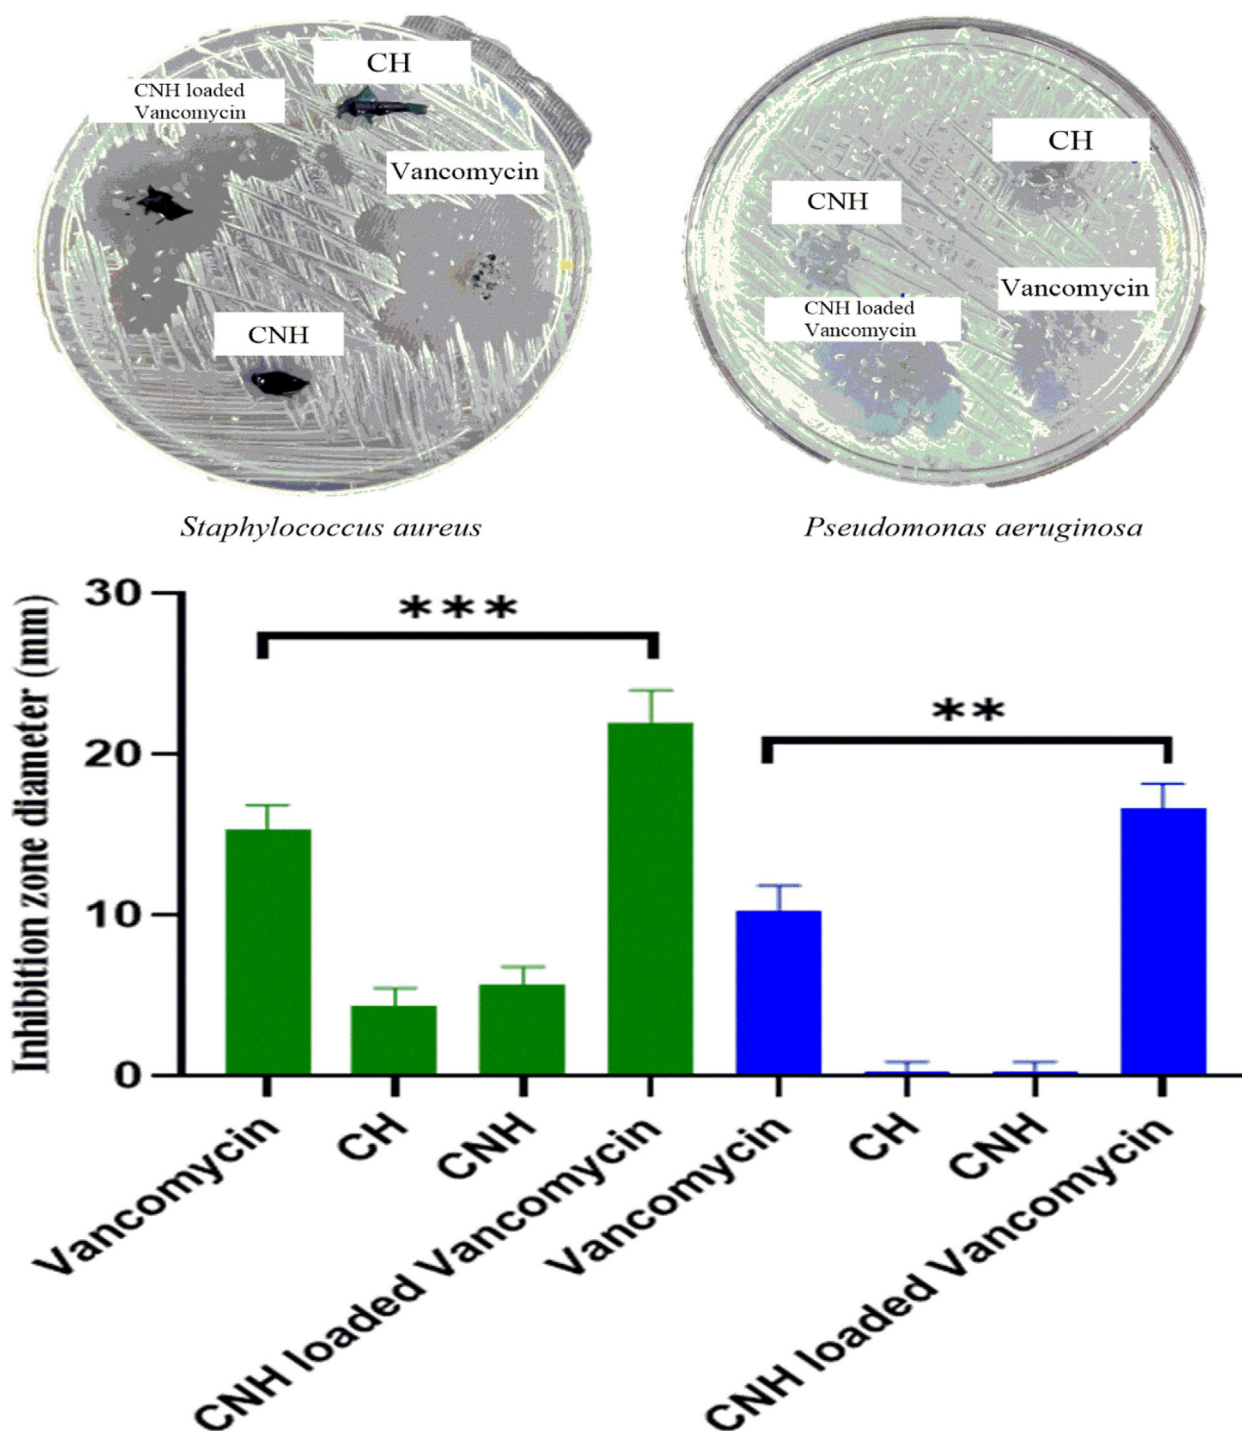 CH
CNH loaded
Vancomycin
Vancomycin
CNH
CH
CNH
Vancomycin
CNH loaded
Vancomycin
Staphylococcus aureus
Pseudomonas aeruginosa
Inhibition zone diameter (mm)
30
20
10
0
***
**
Vancomycin
CH
CNH
CNH loaded Vancomycin
Vancomycin
CH
CNH
CNH loaded Vancomycin